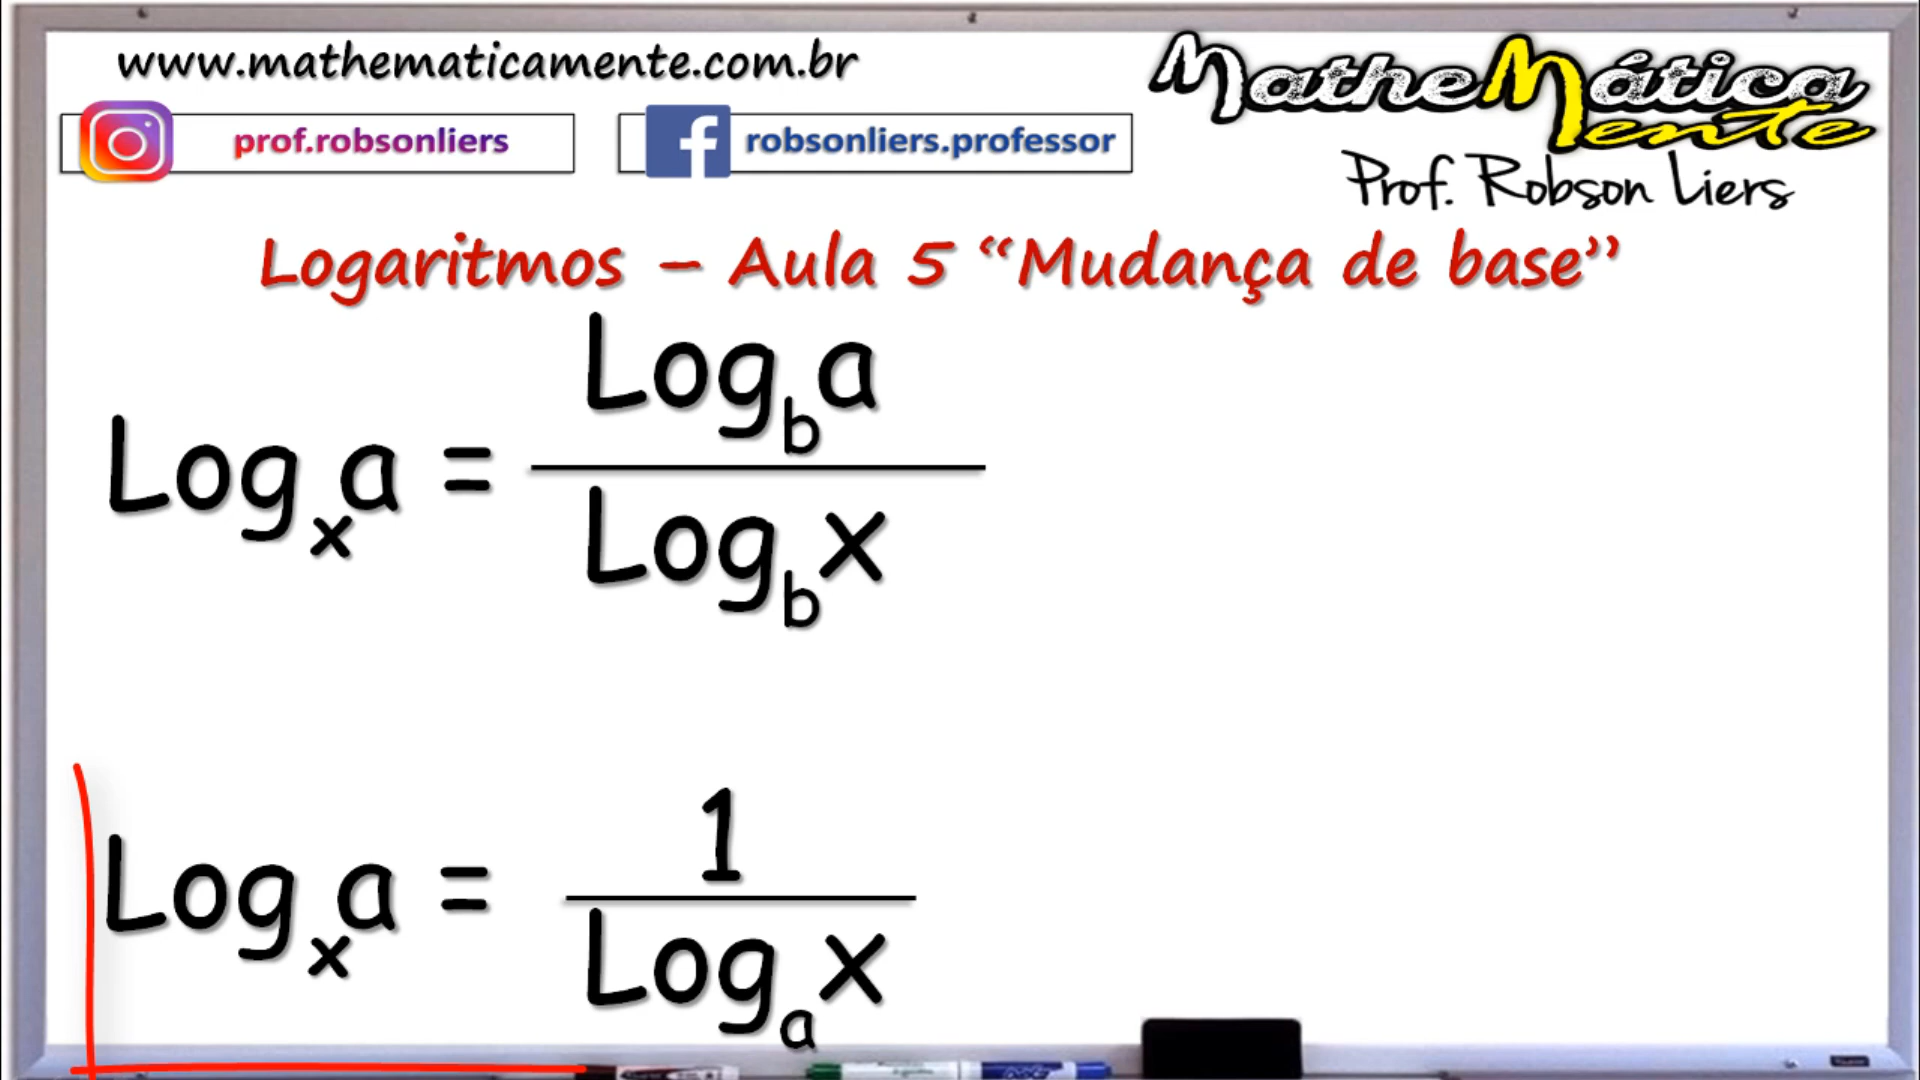 www.mathematicamente.com.br
MatheMática
mente
prof.robsonliers
robsonliers.professor
Prof. Robson Liers
Logaritmos – Aula 5 “Mudança de base”
Logₓa = Log_b a / Log_b x
Logₓa = 1 / Logₐx